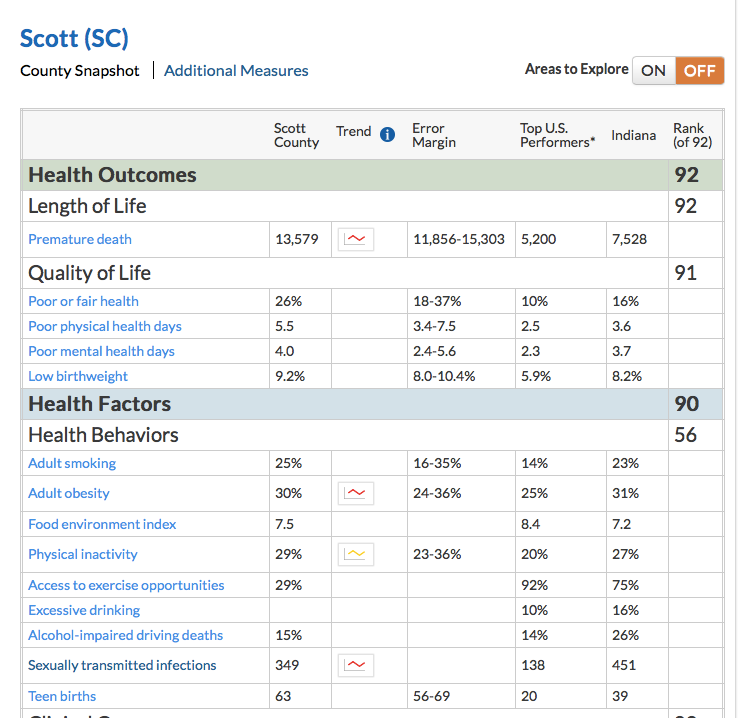 Scott (SC)
County Snapshot | Additional Measures
Areas to Explore ON OFF
Scott County Trend i Error Margin Top U.S. Performers* Indiana Rank (of 92)
Health Outcomes 92
Length of Life 92
Premature death 13,579 11,856-15,303 5,200 7,528
Quality of Life 91
Poor or fair health 26% 18-37% 10% 16%
Poor physical health days 5.5 3.4-7.5 2.5 3.6
Poor mental health days 4.0 2.4-5.6 2.3 3.7
Low birthweight 9.2% 8.0-10.4% 5.9% 8.2%
Health Factors 90
Health Behaviors 56
Adult smoking 25% 16-35% 14% 23%
Adult obesity 30% 24-36% 25% 31%
Food environment index 7.5 8.4 7.2
Physical inactivity 29% 23-36% 20% 27%
Access to exercise opportunities 29% 92% 75%
Excessive drinking 10% 16%
Alcohol-impaired driving deaths 15% 14% 26%
Sexually transmitted infections 349 138 451
Teen births 63 56-69 20 39